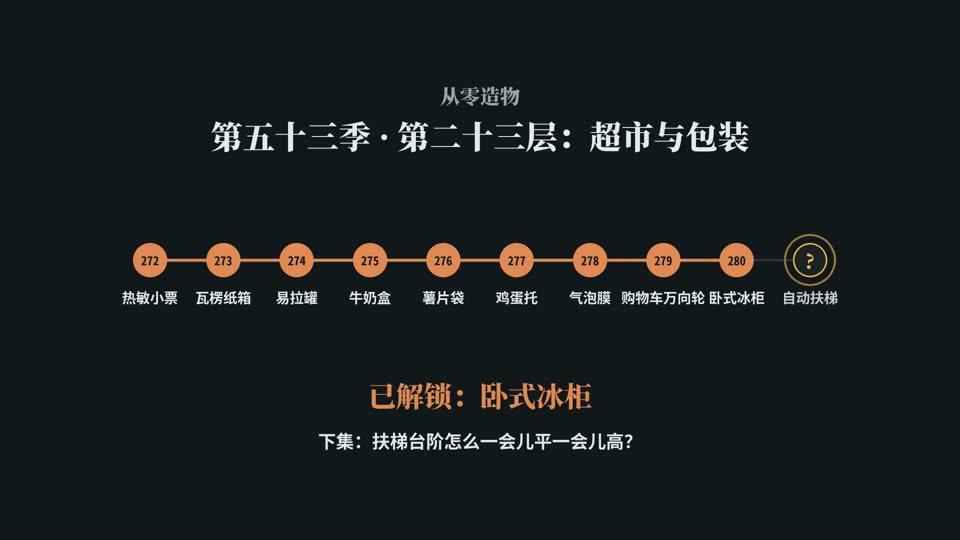 从零造物
第五十三季·第二十三层：超市与包装
272 273 274 275 276 277 278 279 280 ?
热敏小票 瓦楞纸箱 易拉罐 牛奶盒 薯片袋 鸡蛋托 气泡膜 购物车万向轮 卧式冰柜 自动扶梯
已解锁：卧式冰柜
下集：扶梯台阶怎么一会儿平一会儿高？